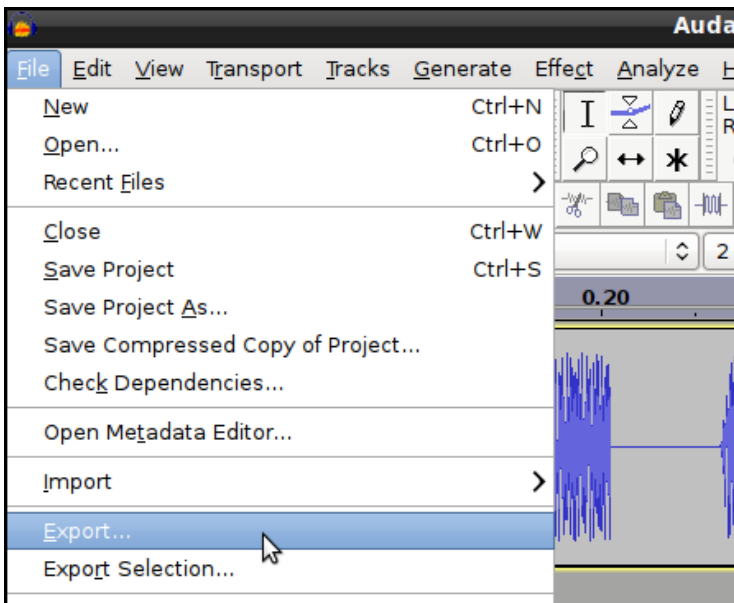 Auda
File Edit View Transport Tracks Generate Effect Analyze H
New Ctrl+N
Open... Ctrl+O
Recent Files
Close Ctrl+W
Save Project Ctrl+S
Save Project As...
Save Compressed Copy of Project...
Check Dependencies...
Open Metadata Editor...
Import
Export...
Export Selection...
L
R
2
0.20